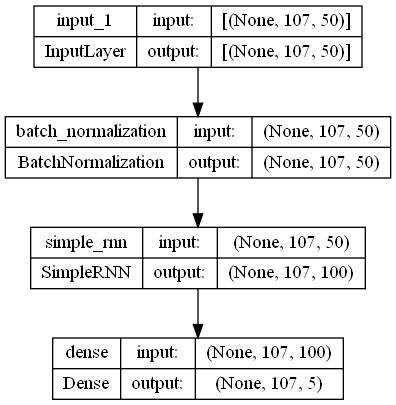 input_1 input: [(None, 107, 50)]
InputLayer output: [(None, 107, 50)]
batch_normalization input: (None, 107, 50)
BatchNormalization output: (None, 107, 50)
simple_rnn input: (None, 107, 50)
SimpleRNN output: (None, 107, 100)
dense input: (None, 107, 100)
Dense output: (None, 107, 5)